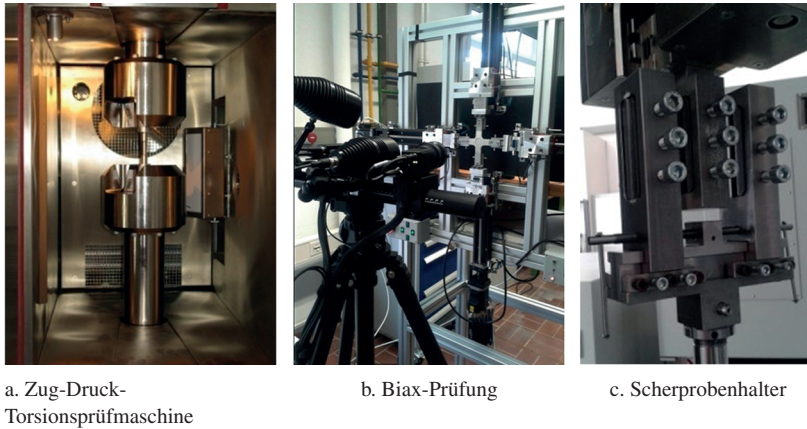 a. Zug-Druck-
Torsionsprüfmaschine
b. Biax-Prüfung
c. Scherprobenhalter